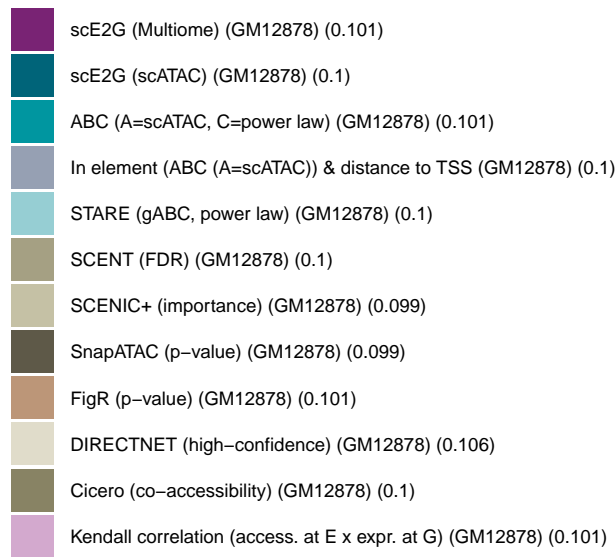 scE2G (Multiome) (GM12878) (0.101)
scE2G (scATAC) (GM12878) (0.1)
ABC (A=scATAC, C=power law) (GM12878) (0.101)
In element (ABC (A=scATAC)) & distance to TSS (GM12878) (0.1)
STARE (gABC, power law) (GM12878) (0.1)
SCENT (FDR) (GM12878) (0.1)
SCENIC+ (importance) (GM12878) (0.099)
SnapATAC (p−value) (GM12878) (0.099)
FigR (p−value) (GM12878) (0.101)
DIRECTNET (high−confidence) (GM12878) (0.106)
Cicero (co−accessibility) (GM12878) (0.1)
Kendall correlation (access. at E x expr. at G) (GM12878) (0.101)